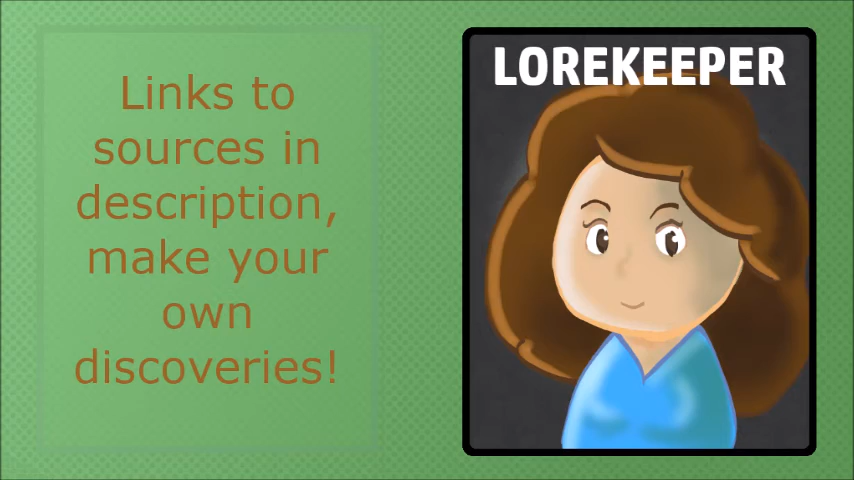 Links to
sources in
description,
make your
own
discoveries!
LOREKEEPER